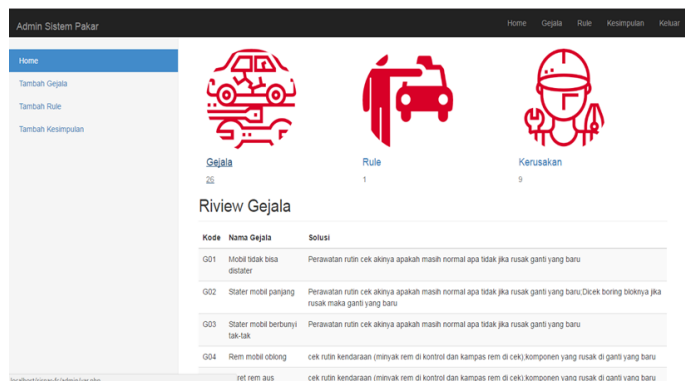 Admin Sistem Pakar
Home Gejala Rule Kesimpulan Keluar
Home
Tambah Gejala
Tambah Rule
Tambah Kesimpulan
Gejala Rule Kerusakan
26 1 9
Riview Gejala
Kode Nama Gejala Solusi
G01 Mobil tidak bisa distater Perawatan rutin cek akinya apakah masih normal apa tidak jika rusak ganti yang baru
G02 Stater mobil panjang Perawatan rutin cek akinya apakah masih normal apa tidak jika rusak ganti yang baru;Dicek boring bloknya jika
rusak maka ganti yang baru
G03 Stater mobil berbunyi tak-tak Perawatan rutin cek akinya apakah masih normal apa tidak jika rusak ganti yang baru
G04 Rem mobil oblong cek rutin kendaraan (minyak rem di kontrol dan kampas rem di cek);komponen yang rusak di ganti yang baru
rem aus cek rutin kendaraan (minyak rem di kontrol dan kampas rem di cek);komponen yang rusak di ganti yang baru